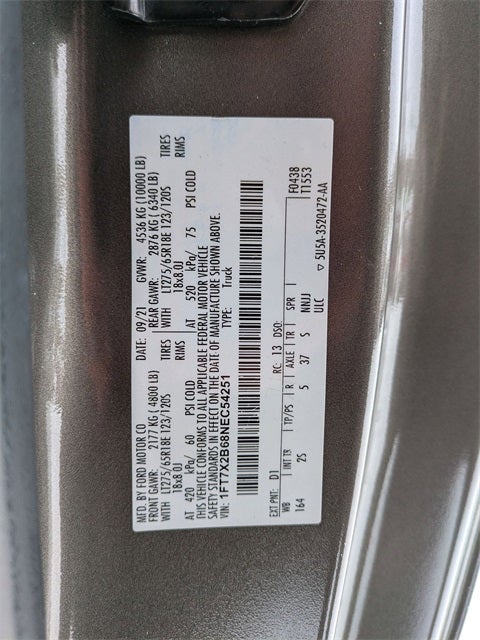 MFD. BY FORD MOTOR CO
DATE: 09/21 GVWR: 4536 KG (10000 LB)
FRONT GAWR: 2177 KG (4800 LB) REAR GAWR: 2876 KG (6340 LB)
WITH LT275/65R18E 123/120S TIRES WITH LT275/65R18E 123/120S TIRES
18x8.0J RIMS 18x8.0J RIMS
AT 420 kPa/ 60 PSI COLD AT 520 kPa/ 75 PSI COLD
THIS VEHICLE CONFORMS TO ALL APPLICABLE FEDERAL MOTOR VEHICLE
SAFETY STANDARDS IN EFFECT ON THE DATE OF MANUFACTURE SHOWN ABOVE.
VIN: 1FT7X2B68NEC54251 TYPE: Truck
F0438
T1553
EXT PNT: D1 RC: 13 DSO:
WB INT TR TP/PS R AXLE TR SPR
164 2S 5 37 S NMJJ
ULC
▽ 5U5A-3520472-AA